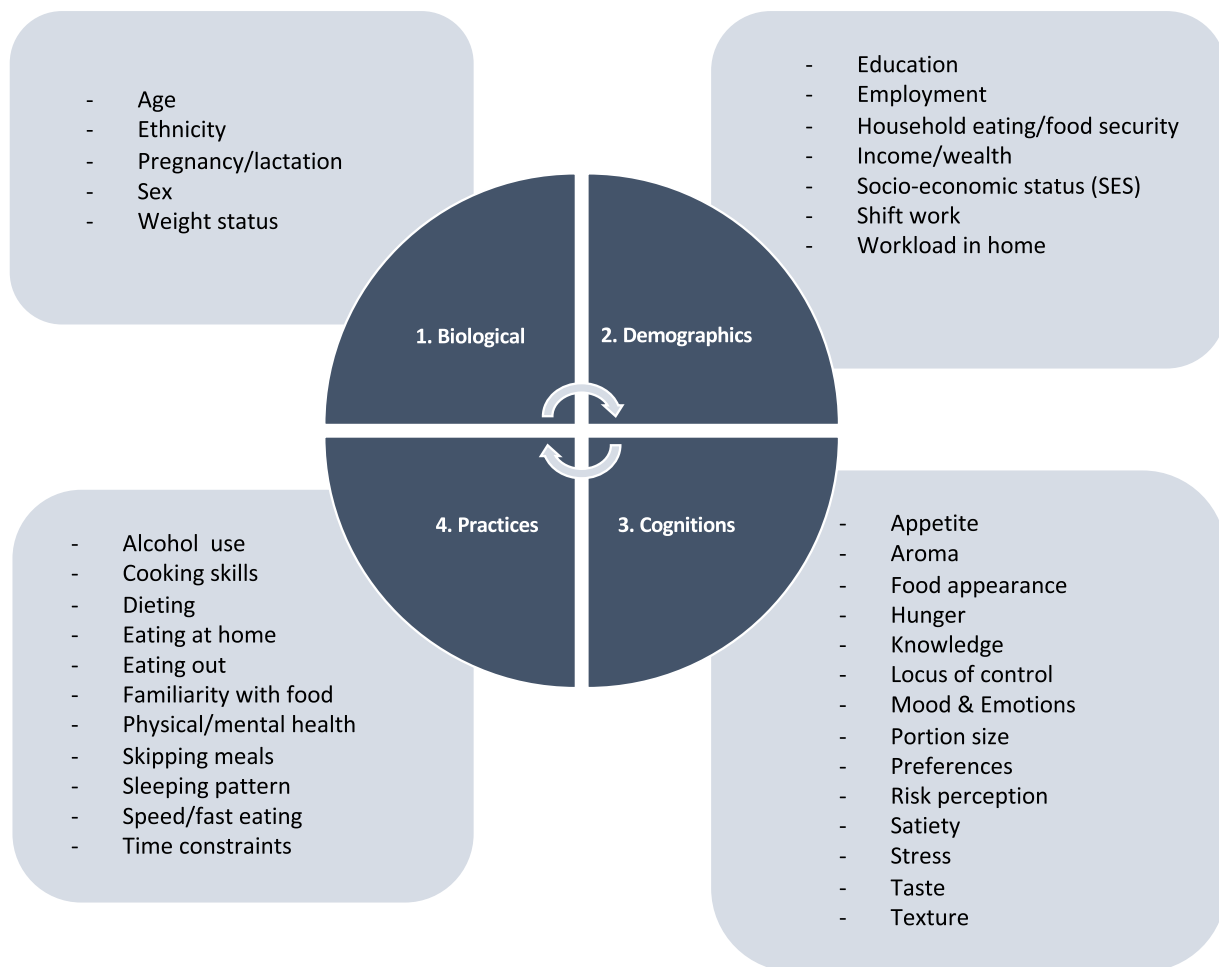 - Age
- Ethnicity
- Pregnancy/lactation
- Sex
- Weight status
- Education
- Employment
- Household eating/food security
- Income/wealth
- Socio-economic status (SES)
- Shift work
- Workload in home
1. Biological
2. Demographics
4. Practices
3. Cognitions
- Alcohol  use
- Cooking skills
- Dieting
- Eating at home
- Eating out
- Familiarity with food
- Physical/mental health
- Skipping meals
- Sleeping pattern
- Speed/fast eating
- Time constraints
- Appetite
- Aroma
- Food appearance
- Hunger
- Knowledge
- Locus of control
- Mood & Emotions
- Portion size
- Preferences
- Risk perception
- Satiety
- Stress
- Taste
- Texture